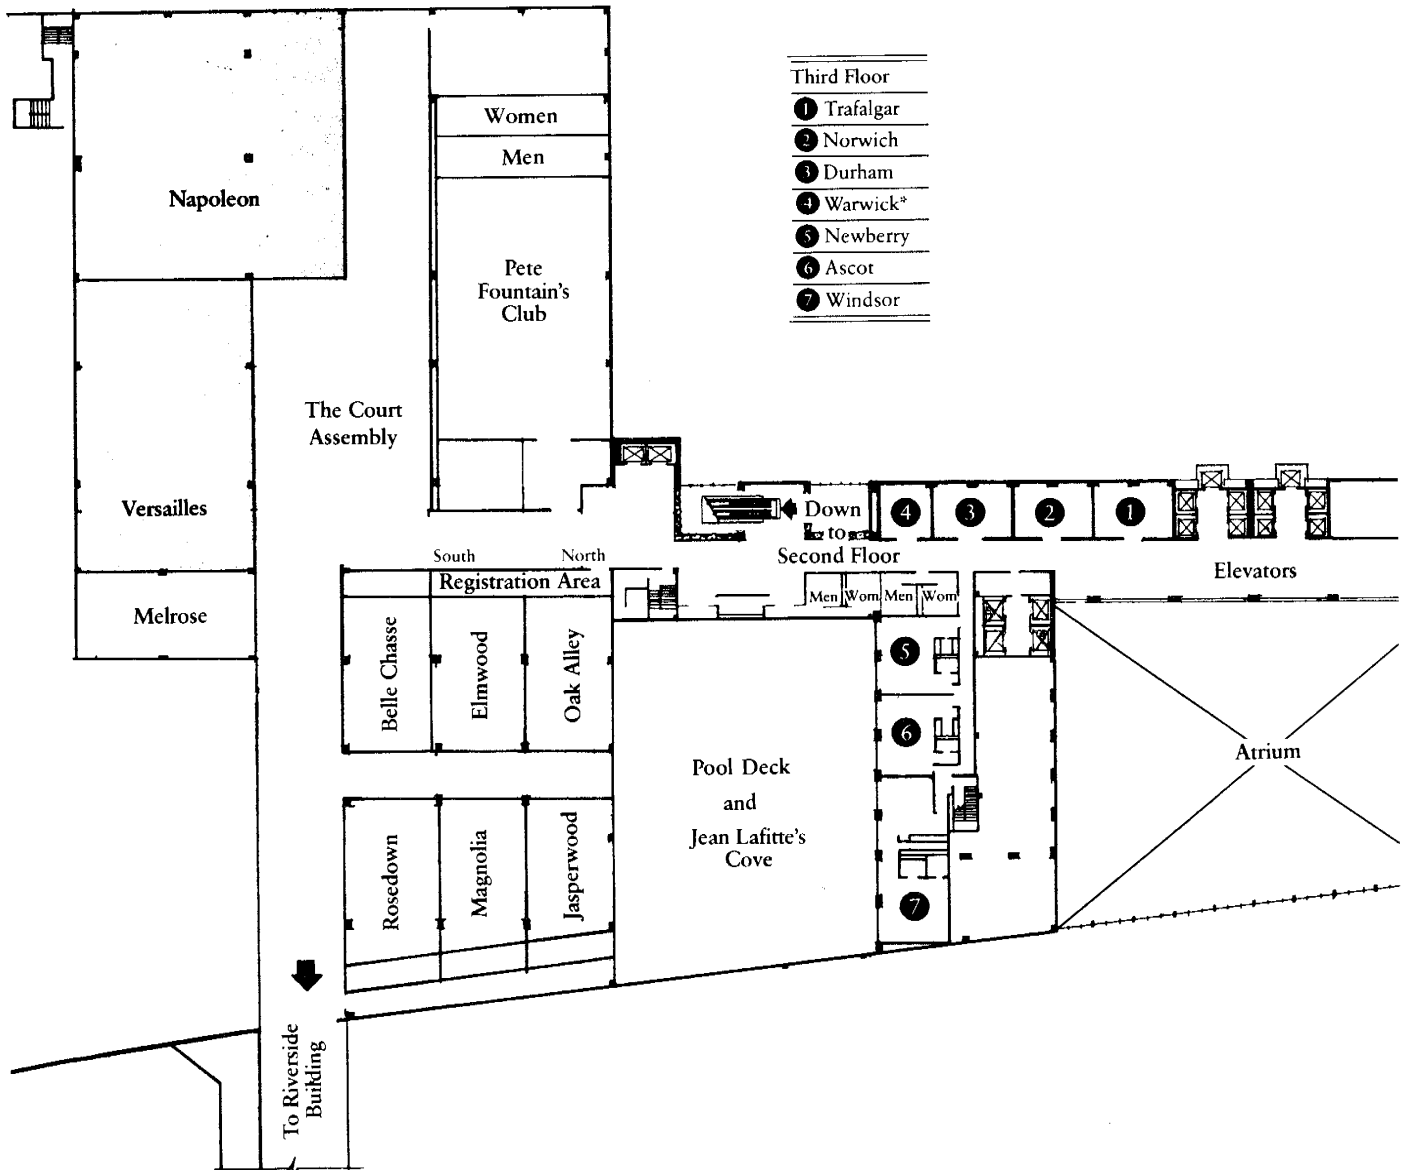 Third Floor
1 Trafalgar
2 Norwich
3 Durham
4 Warwick*
5 Newberry
6 Ascot
7 Windsor
Women
Men
Napoleon
Pete
Fountain's
Club
The Court
Assembly
Versailles
Melrose
South
North
Registration Area
Down
to
Second Floor
4
3
2
1
Elevators
Men
Wom
Men
Wom
Belle Chasse
Elmwood
Oak Alley
5
6
7
Pool Deck
and
Jean Lafitte's
Cove
Atrium
Rosedown
Magnolia
Jasperwood
To Riverside
Building